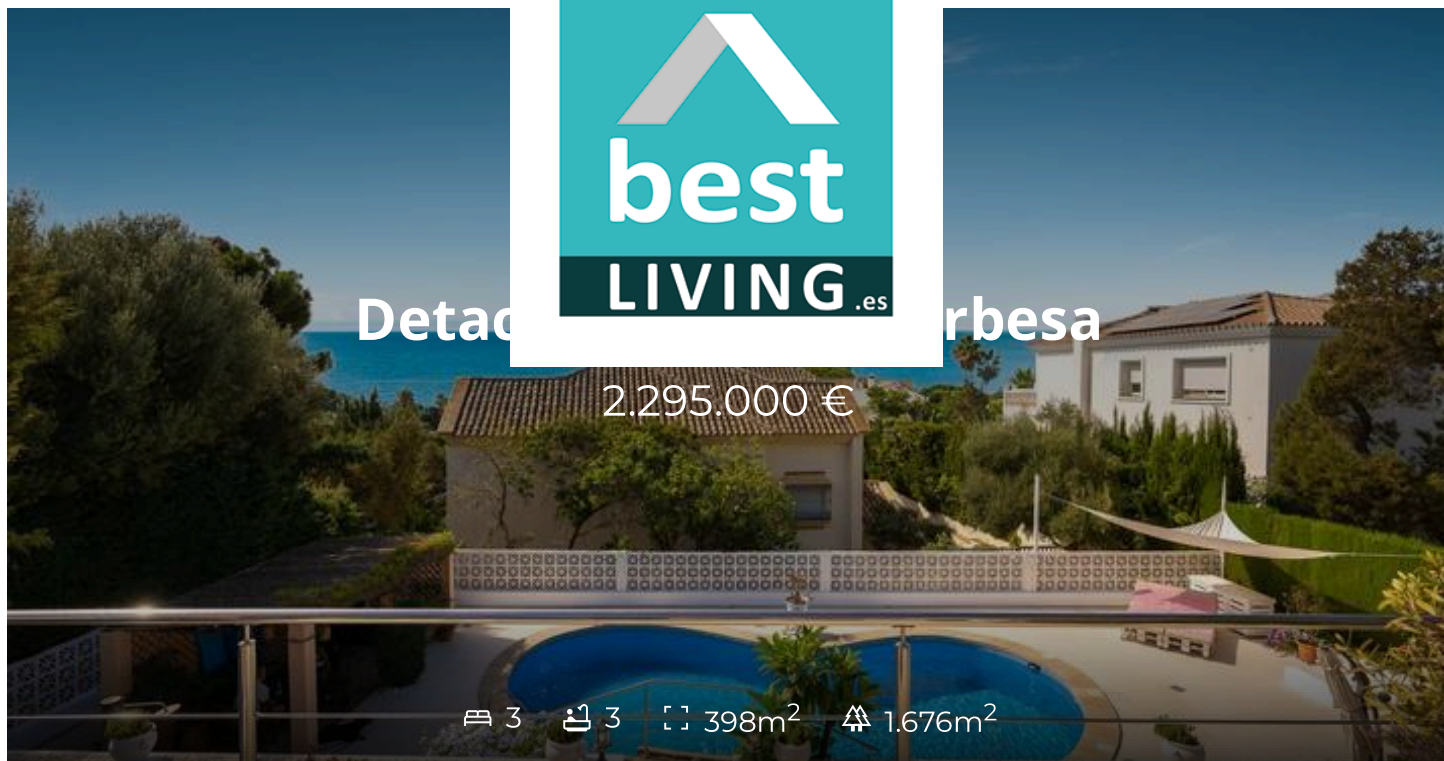 best
LIVING.es
Detac rbesa
2.295.000 €
3 3 398m2 1.676m2